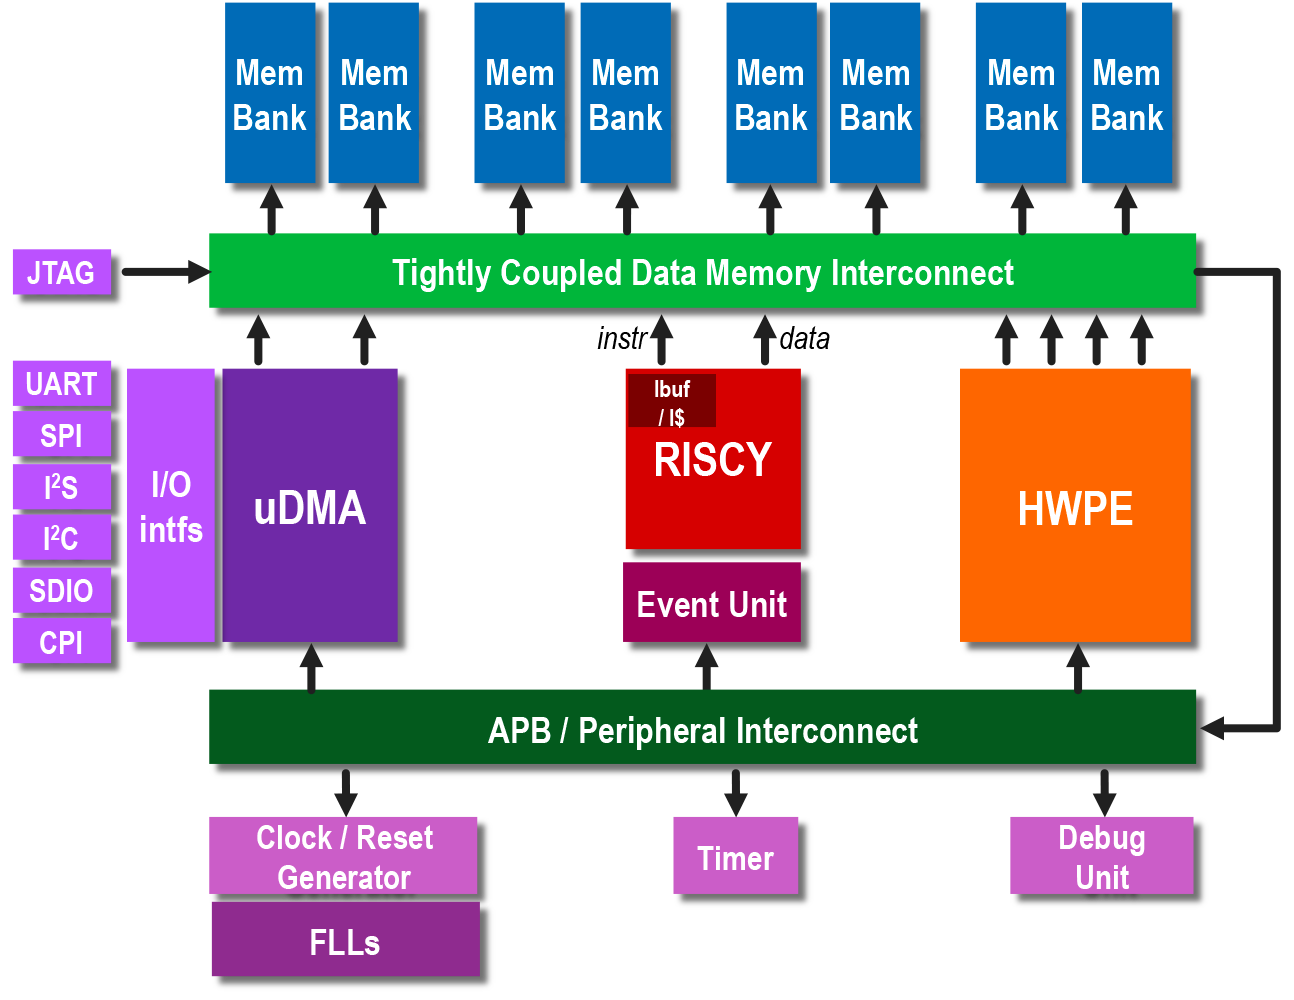 Mem
Bank
Mem
Bank
Mem
Bank
Mem
Bank
Mem
Bank
Mem
Bank
Mem
Bank
Mem
Bank
JTAG
Tightly Coupled Data Memory Interconnect
instr
data
UART
SPI
I²S
I²C
SDIO
CPI
I/O
intfs
uDMA
Ibuf
/ I$
RISCY
Event Unit
HWPE
APB / Peripheral Interconnect
Clock / Reset
Generator
FLLs
Timer
Debug
Unit